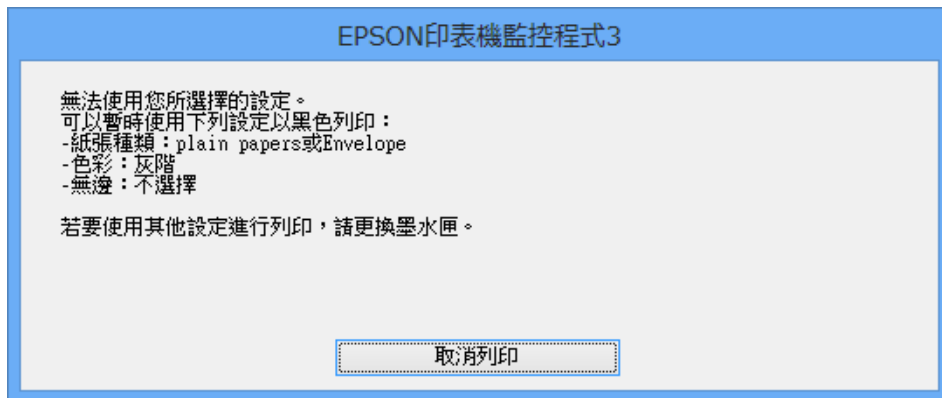 EPSON印表機監控程式3
無法使用您所選擇的設定。
可以暫時使用下列設定以黑色列印：
-紙張種類：plain papers或Envelope
-色彩：灰階
-無邊：不選擇
若要使用其他設定進行列印，請更換墨水匣。
取消列印